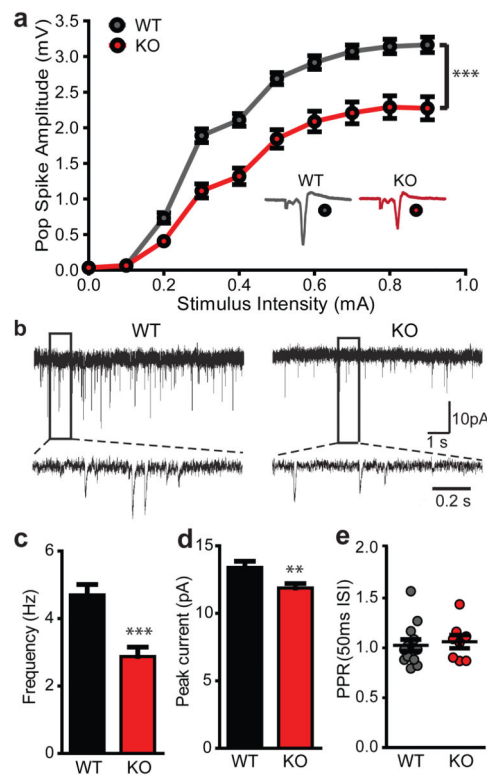 a
WT
KO
Pop Spike Amplitude (mV)
3.5
3.0
2.5
2.0
1.5
1.0
0.5
0.0
***
WT
KO
0.0 0.2 0.4 0.6 0.8 1.0
Stimulus Intensity (mA)
b
WT
KO
10pA
1 s
0.2 s
c
Frequency (Hz)
6
4
2
0
***
WT KO
d
Peak current (pA)
15
10
5
0
**
WT KO
e
PPR(50ms ISI)
2.0
1.5
1.0
0.5
0.0
WT KO